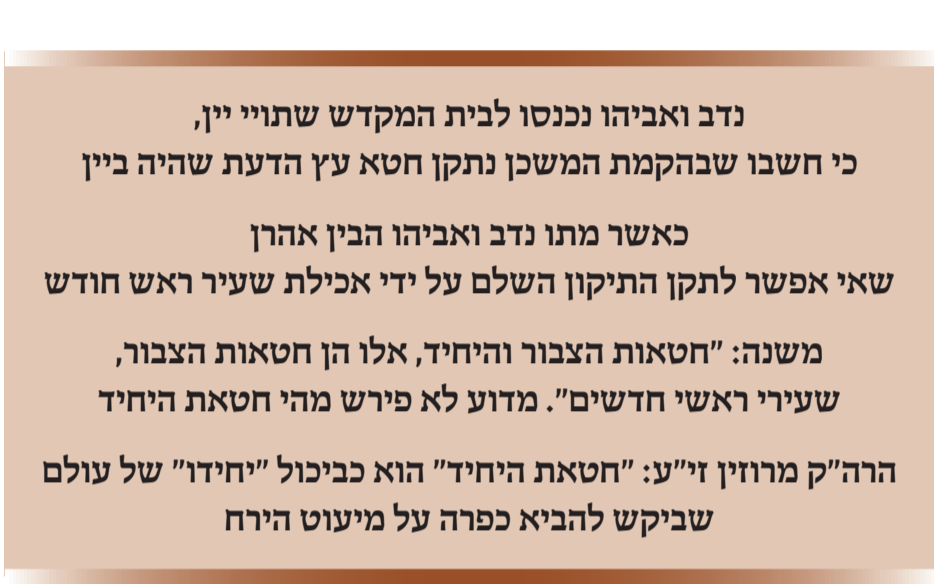 נדב ואביהו נכנסו לבית המקדש שתויי יין,
כי חשבו שבהקמת המשכן נתקן חטא עץ הדעת שהיה ביין
כאשר מתו נדב ואביהו הבין אהרן
שאי אפשר לתקן התיקון השלם על ידי אכילת שעיר ראש חודש
משנה: "חטאות הצבור והיחיד, אלו הן חטאות הצבור,
שעירי ראשי חדשים". מדוע לא פירש מהי חטאת היחיד
הרה"ק מרוזין זי"ע: "חטאת היחיד" הוא כביכול "יחידו" של עולם
שביקש להביא כפרה על מיעוט הירח